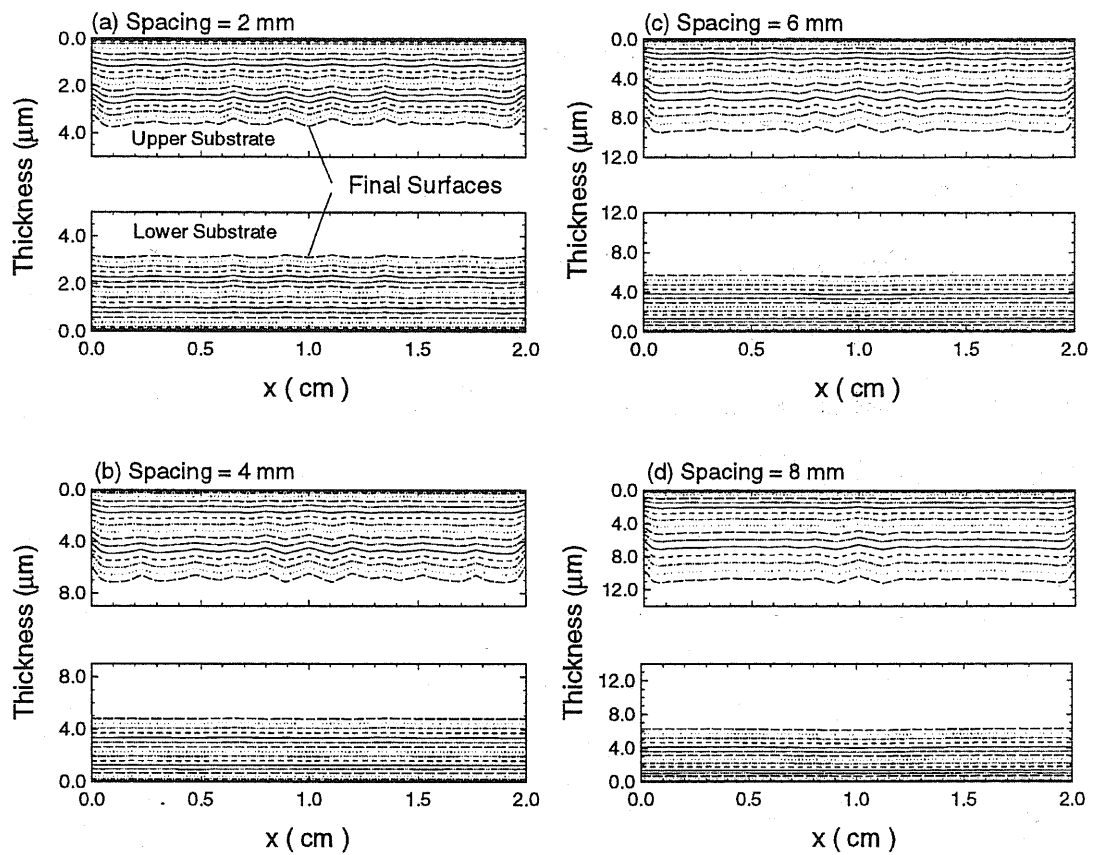 (a) Spacing = 2 mm
0.0
2.0
4.0
Thickness (µm)
Upper Substrate
Final Surfaces
Lower Substrate
4.0
2.0
0.0
0.0 0.5 1.0 1.5 2.0
x ( cm )
(c) Spacing = 6 mm
0.0
4.0
8.0
12.0
Thickness (µm)
12.0
8.0
4.0
0.0
0.0 0.5 1.0 1.5 2.0
x ( cm )
(b) Spacing = 4 mm
0.0
4.0
8.0
Thickness (µm)
8.0
4.0
0.0
0.0 0.5 1.0 1.5 2.0
x ( cm )
(d) Spacing = 8 mm
0.0
4.0
8.0
12.0
Thickness (µm)
12.0
8.0
4.0
0.0
0.0 0.5 1.0 1.5 2.0
x ( cm )